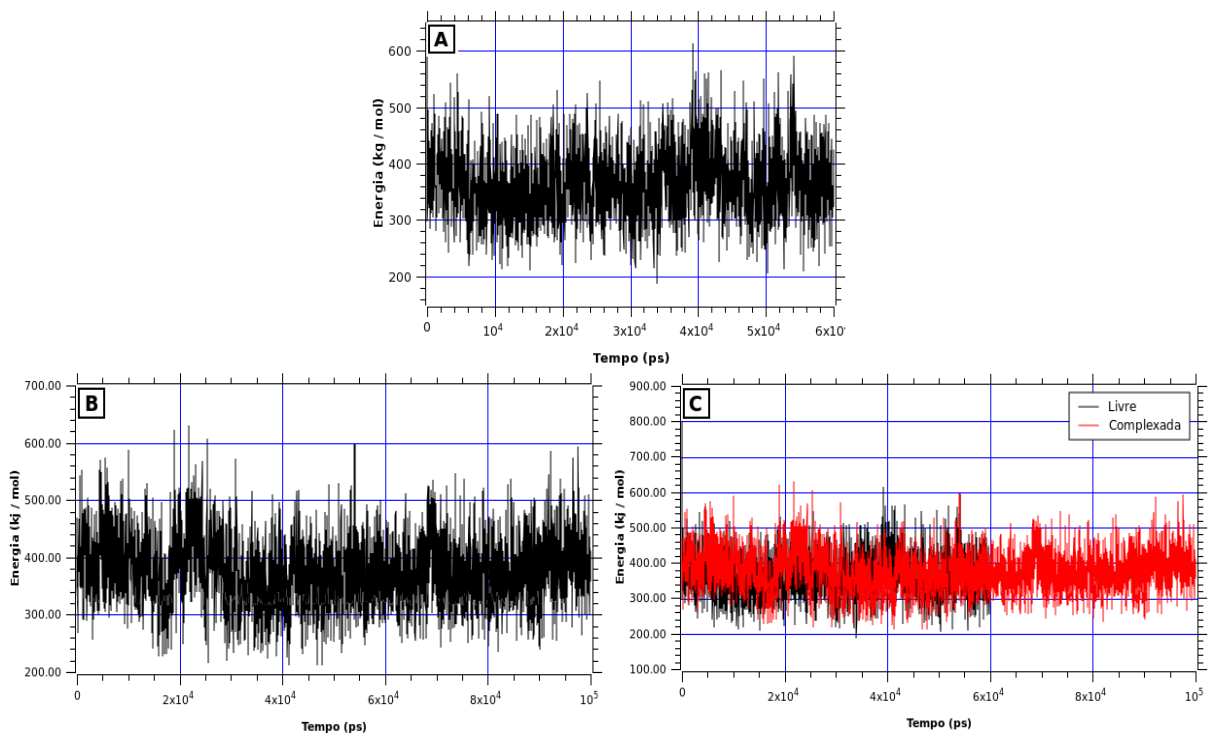 A
600
500
400
300
200
Energia (kg / mol)
0 10⁴ 2x10⁴ 3x10⁴ 4x10⁴ 5x10⁴ 6x10
Tempo (ps)
B
700.00
600.00
500.00
400.00
300.00
200.00
Energia (kj / mol)
0 2x10⁴ 4x10⁴ 6x10⁴ 8x10⁴ 10⁵
Tempo (ps)
C
Livre
Complexada
900.00
800.00
700.00
600.00
500.00
400.00
300.00
200.00
100.00
Energia (kj / mol)
0 2x10⁴ 4x10⁴ 6x10⁴ 8x10⁴ 10⁵
Tempo (ps)